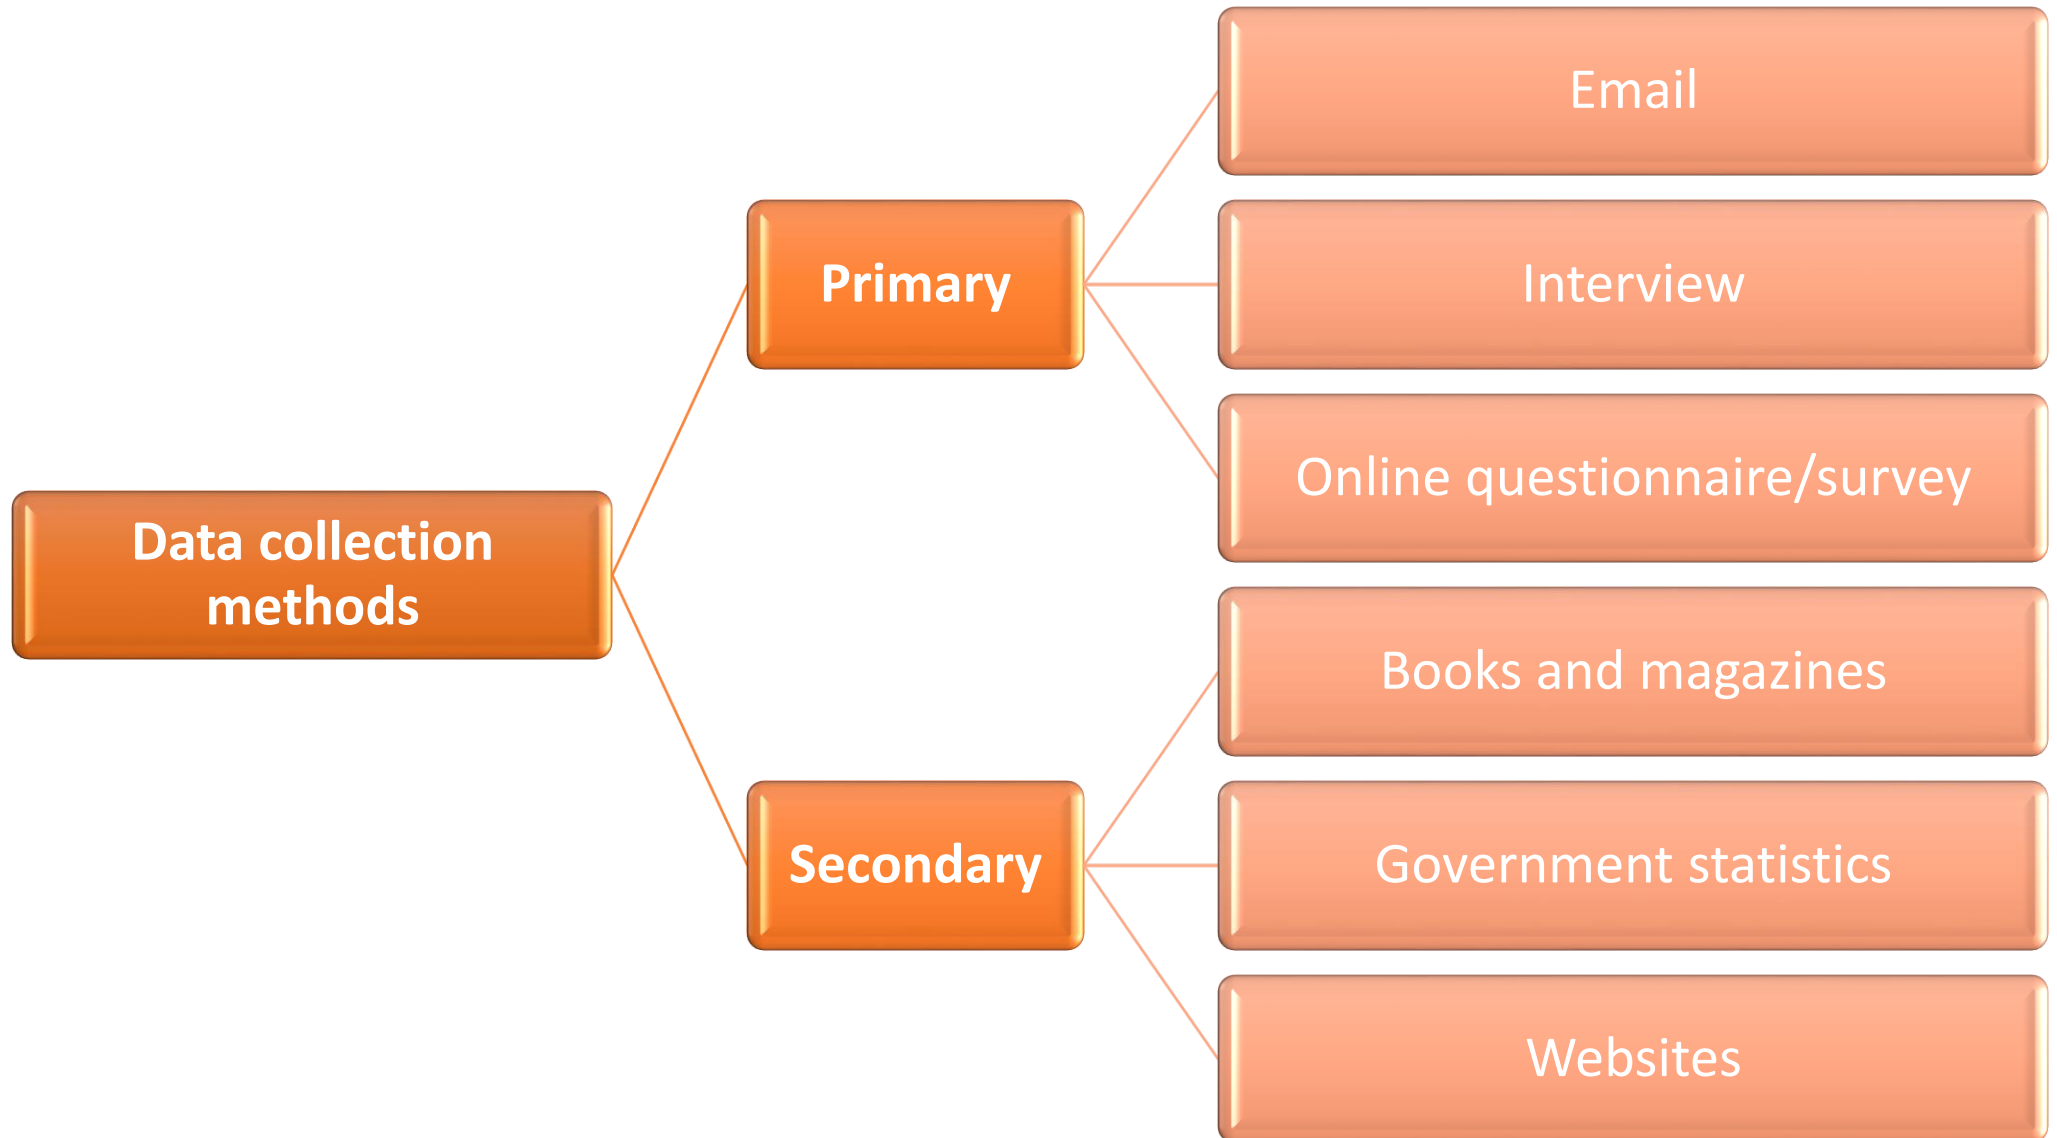 Email
Primary
Interview
Online questionnaire/survey
Data collection
methods
Books and magazines
Secondary
Government statistics
Websites